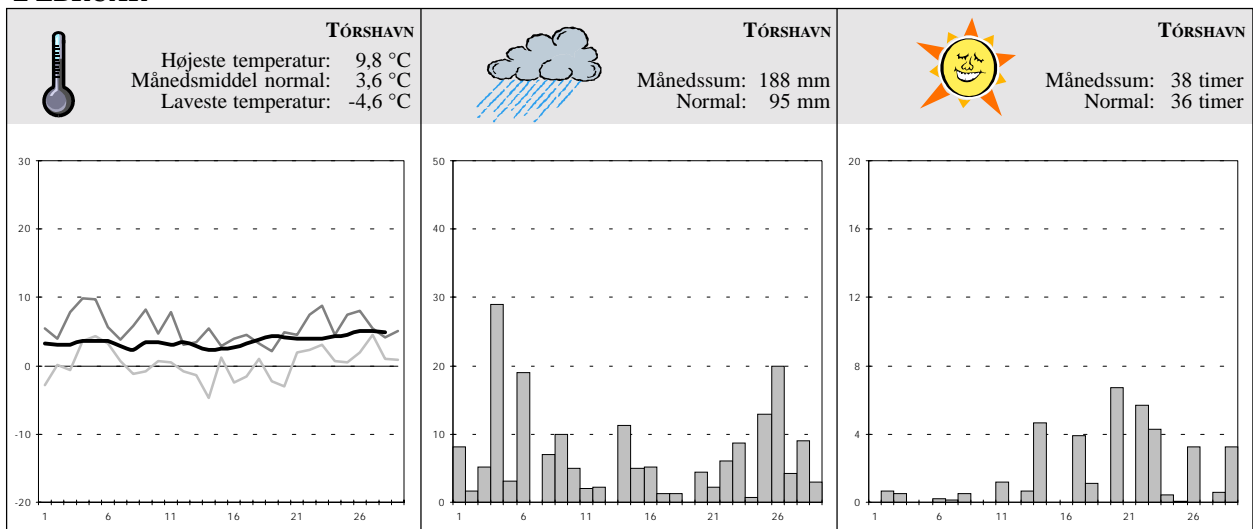 TÓRSHAVN
Højeste temperatur: 9,8 °C
Månedsmiddel normal: 3,6 °C
Laveste temperatur: -4,6 °C
30
20
10
0
-10
-20
1 6 11 16 21 26
TÓRSHAVN
Månedssum: 188 mm
Normal: 95 mm
50
40
30
20
10
0
1 6 11 16 21 26
TÓRSHAVN
Månedssum: 38 timer
Normal: 36 timer
20
16
12
8
4
0
1 6 11 16 21 26